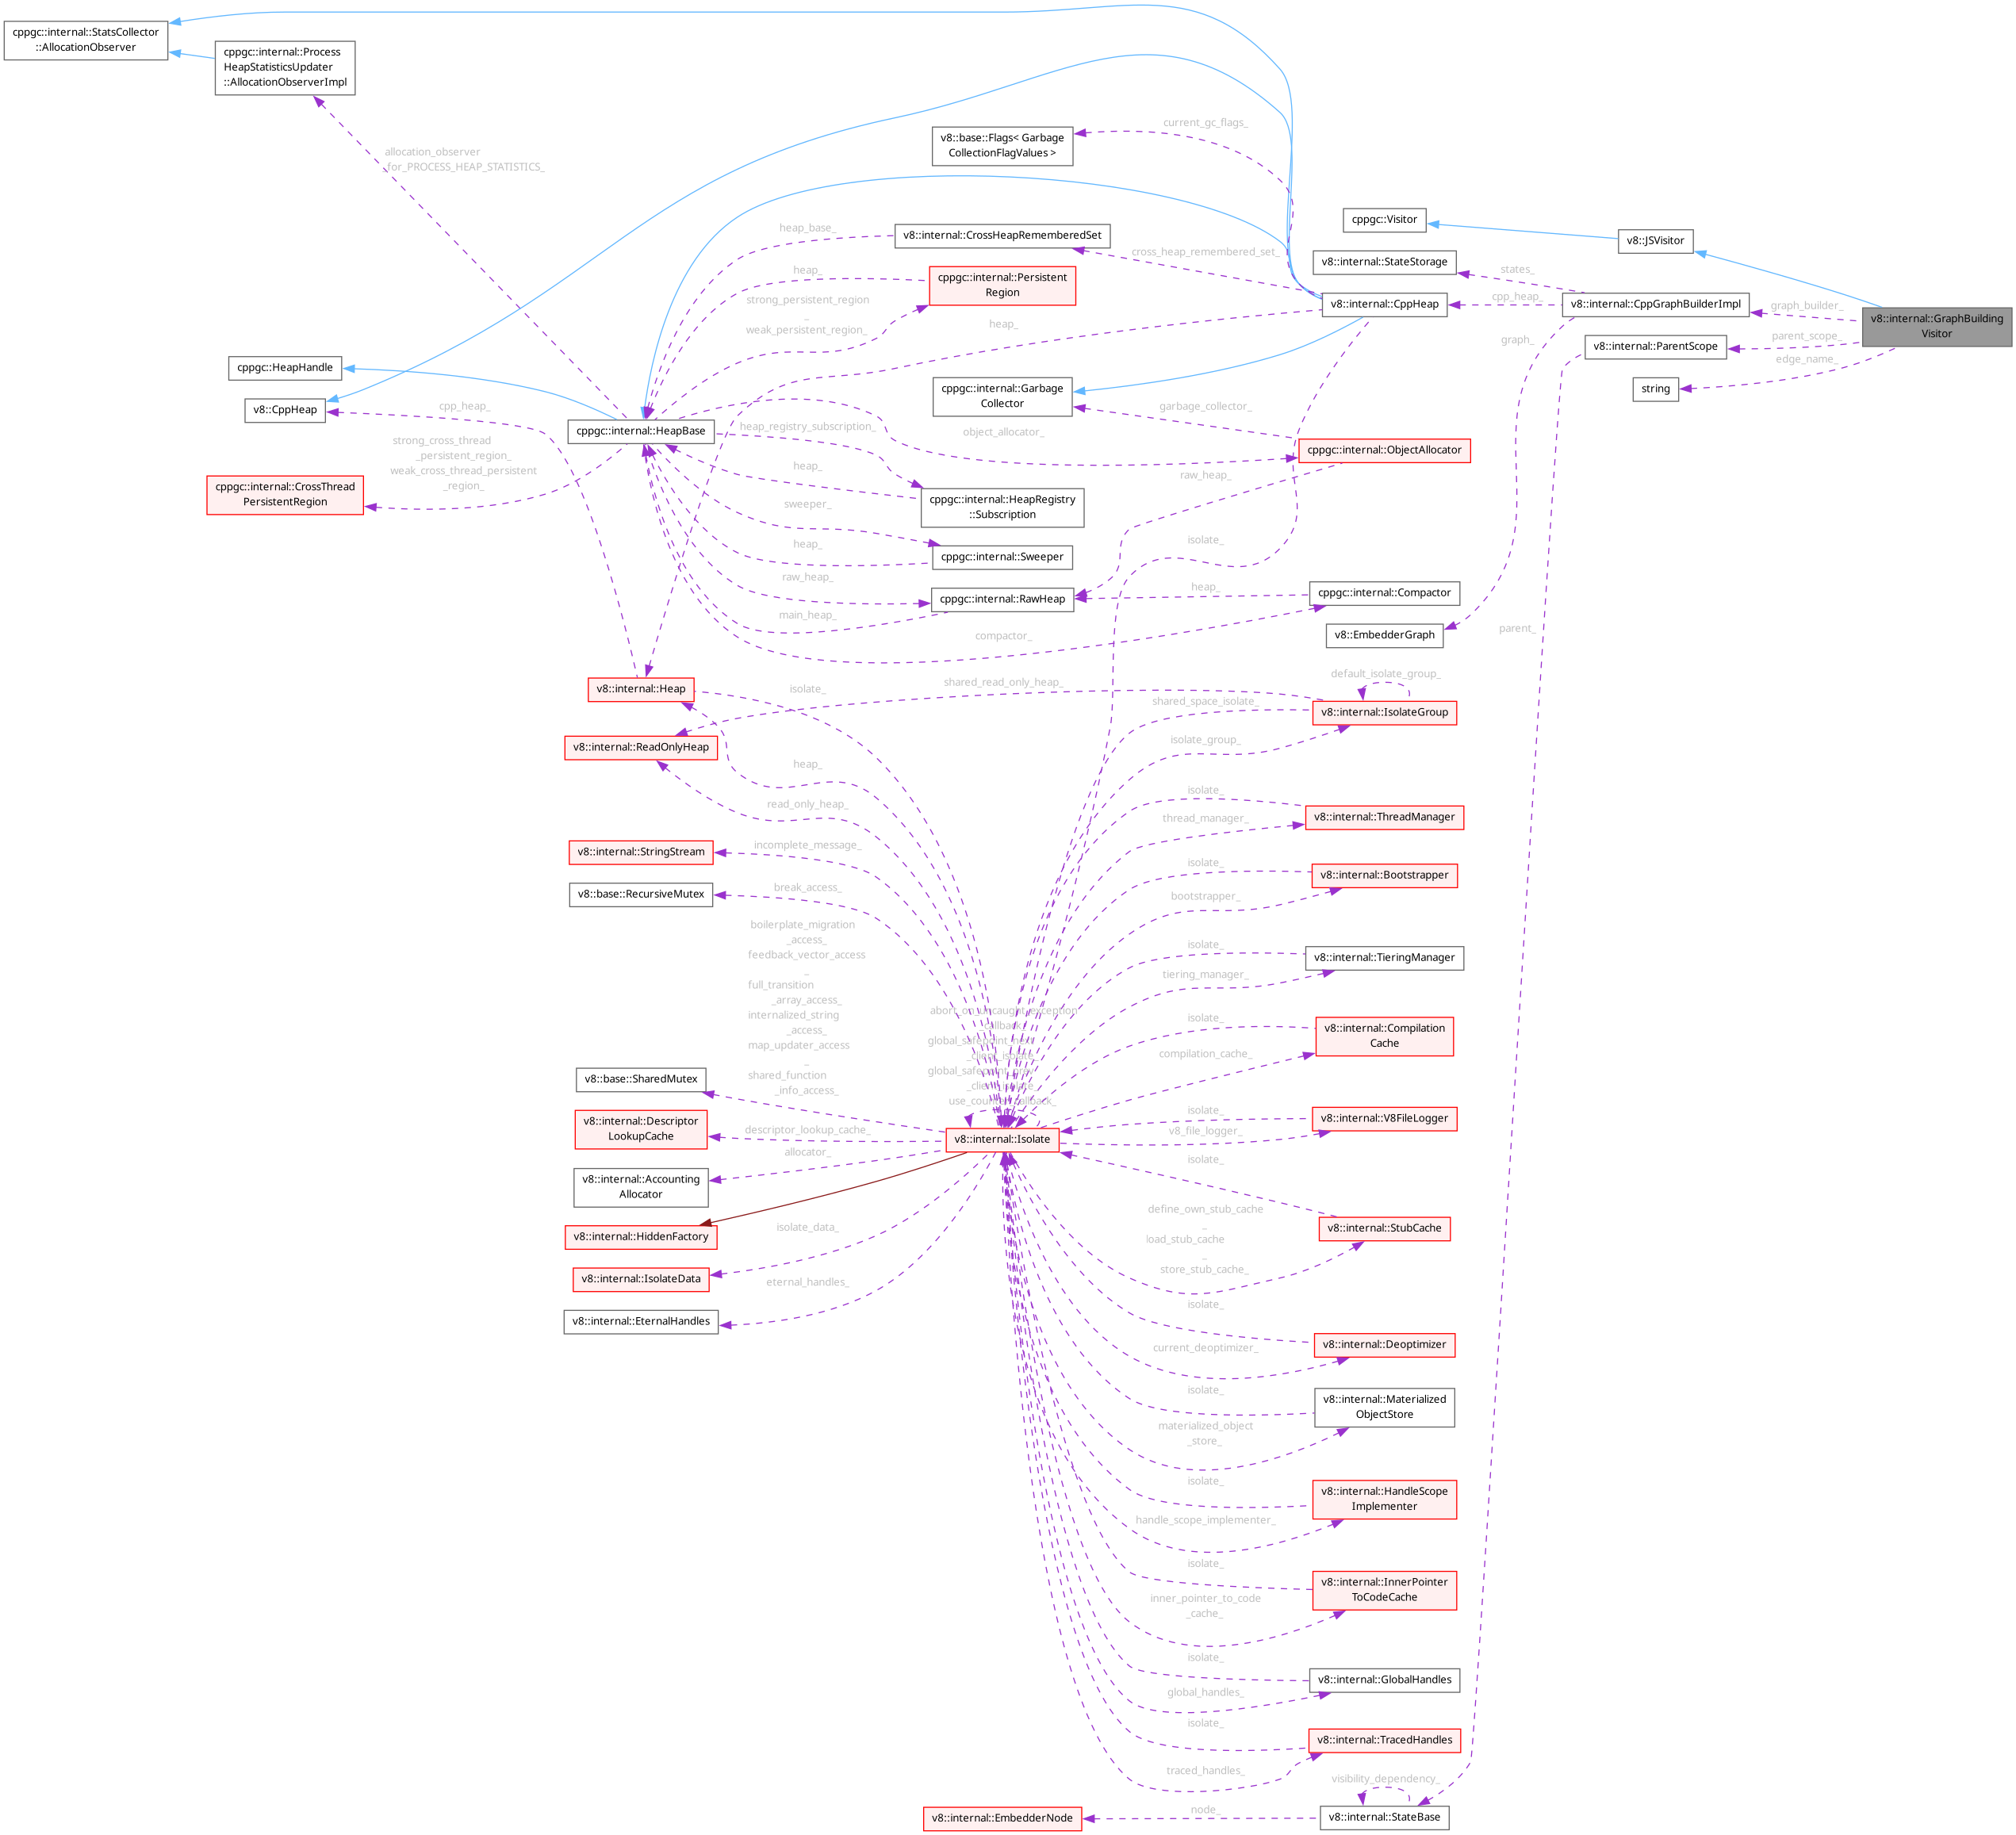 cppgc::internal::StatsCollector
::AllocationObserver
cppgc::internal::Process
HeapStatisticsUpdater
::AllocationObserverImpl
allocation_observer
_for_PROCESS_HEAP_STATISTICS_
v8::base::Flags< Garbage
CollectionFlagValues >
current_gc_flags_
cppgc::Visitor
v8::JSVisitor
v8::internal::CrossHeapRememberedSet
heap_base_
cross_heap_remembered_set_
v8::internal::StateStorage
states_
cppgc::internal::Persistent
Region
heap_
strong_persistent_region
_
weak_persistent_region_
v8::internal::CppHeap
cpp_heap_
v8::internal::CppGraphBuilderImpl
graph_builder_
v8::internal::GraphBuilding
Visitor
heap_
graph_
v8::internal::ParentScope
parent_scope_
edge_name_
string
cppgc::HeapHandle
v8::CppHeap
cpp_heap_
cppgc::internal::Garbage
Collector
garbage_collector_
cppgc::internal::HeapBase
heap_registry_subscription_
object_allocator_
cppgc::internal::ObjectAllocator
strong_cross_thread
_persistent_region_
weak_cross_thread_persistent
_region_
heap_
raw_heap_
cppgc::internal::CrossThread
PersistentRegion
cppgc::internal::HeapRegistry
::Subscription
sweeper_
heap_
cppgc::internal::Sweeper
isolate_
raw_heap_
cppgc::internal::RawHeap
heap_
cppgc::internal::Compactor
main_heap_
compactor_
v8::EmbedderGraph
parent_
v8::internal::Heap
isolate_
shared_read_only_heap_
default_isolate_group_
shared_space_isolate_
v8::internal::IsolateGroup
v8::internal::ReadOnlyHeap
isolate_group_
heap_
read_only_heap_
isolate_
thread_manager_
v8::internal::ThreadManager
v8::internal::StringStream
incomplete_message_
isolate_
v8::internal::Bootstrapper
v8::base::RecursiveMutex
break_access_
bootstrapper_
boilerplate_migration
_access_
feedback_vector_access
_
full_transition
_array_access_
internalized_string
_access_
map_updater_access
_
shared_function
_info_access_
isolate_
v8::internal::TieringManager
tiering_manager_
abort_on_uncaught_exception
_callback_
global_safepoint_next
_client_isolate_
global_safepoint_prev
_client_isolate_
use_counter_callback_
isolate_
v8::internal::Compilation
Cache
compilation_cache_
v8::base::SharedMutex
v8::internal::Descriptor
LookupCache
descriptor_lookup_cache_
v8::internal::Isolate
isolate_
v8_file_logger_
v8::internal::V8FileLogger
v8::internal::Accounting
Allocator
allocator_
isolate_
v8::internal::HiddenFactory
isolate_data_
define_own_stub_cache
_
load_stub_cache
_
store_stub_cache_
v8::internal::StubCache
v8::internal::IsolateData
eternal_handles_
v8::internal::EternalHandles
isolate_
v8::internal::Deoptimizer
current_deoptimizer_
isolate_
v8::internal::Materialized
ObjectStore
materialized_object
_store_
isolate_
v8::internal::HandleScope
Implementer
handle_scope_implementer_
isolate_
v8::internal::InnerPointer
ToCodeCache
inner_pointer_to_code
_cache_
isolate_
v8::internal::GlobalHandles
global_handles_
isolate_
v8::internal::TracedHandles
traced_handles_
visibility_dependency_
v8::internal::EmbedderNode
node_
v8::internal::StateBase